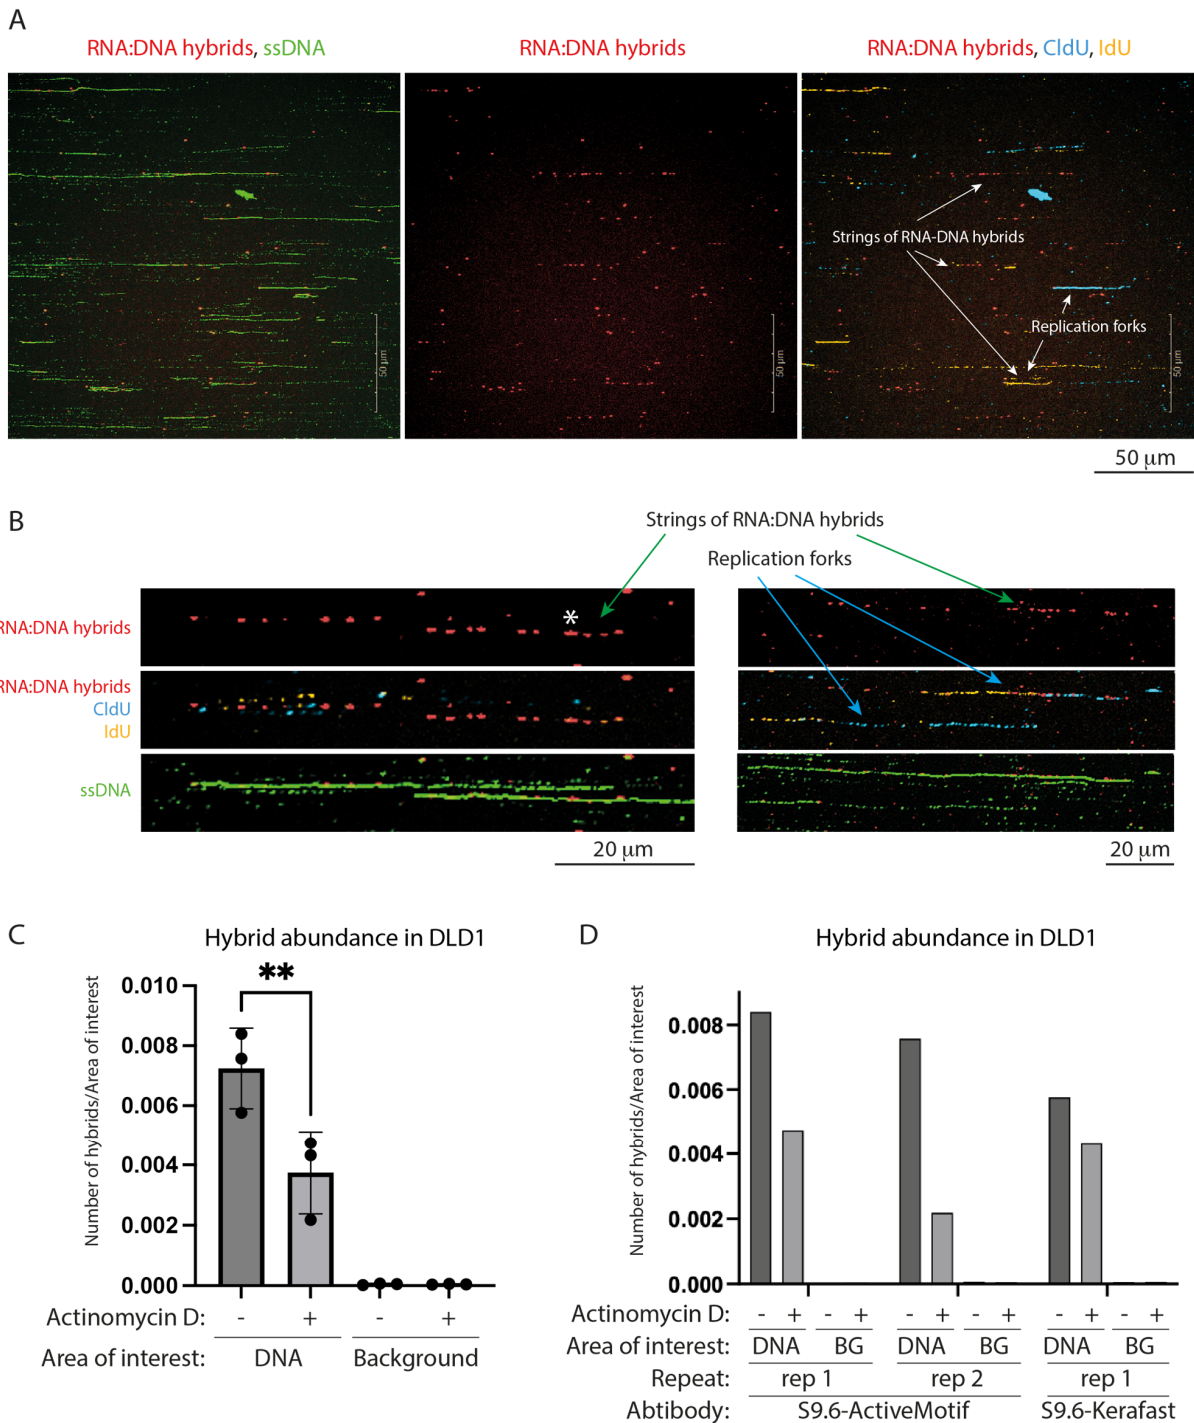 A
RNA:DNA hybrids, ssDNA
RNA:DNA hybrids
RNA:DNA hybrids, CldU, IdU
Strings of RNA-DNA hybrids
Replication forks
50 µm
50 µm
50 µm
50 µm
B
Strings of RNA:DNA hybrids
Replication forks
*
RNA:DNA hybrids
RNA:DNA hybrids
CldU
IdU
ssDNA
20 µm
20 µm
C
Hybrid abundance in DLD1
**
Number of hybrids/Area of interest
0.010
0.008
0.006
0.004
0.002
0.000
Actinomycin D: - + - +
Area of interest: DNA Background
D
Hybrid abundance in DLD1
Number of hybrids/Area of interest
0.008
0.006
0.004
0.002
0.000
Actinomycin D: - + - + - + - + - + - +
Area of interest: DNA BG DNA BG DNA BG
Repeat: rep 1 rep 2 rep 1
Abtibody: S9.6-ActiveMotif S9.6-Kerafast